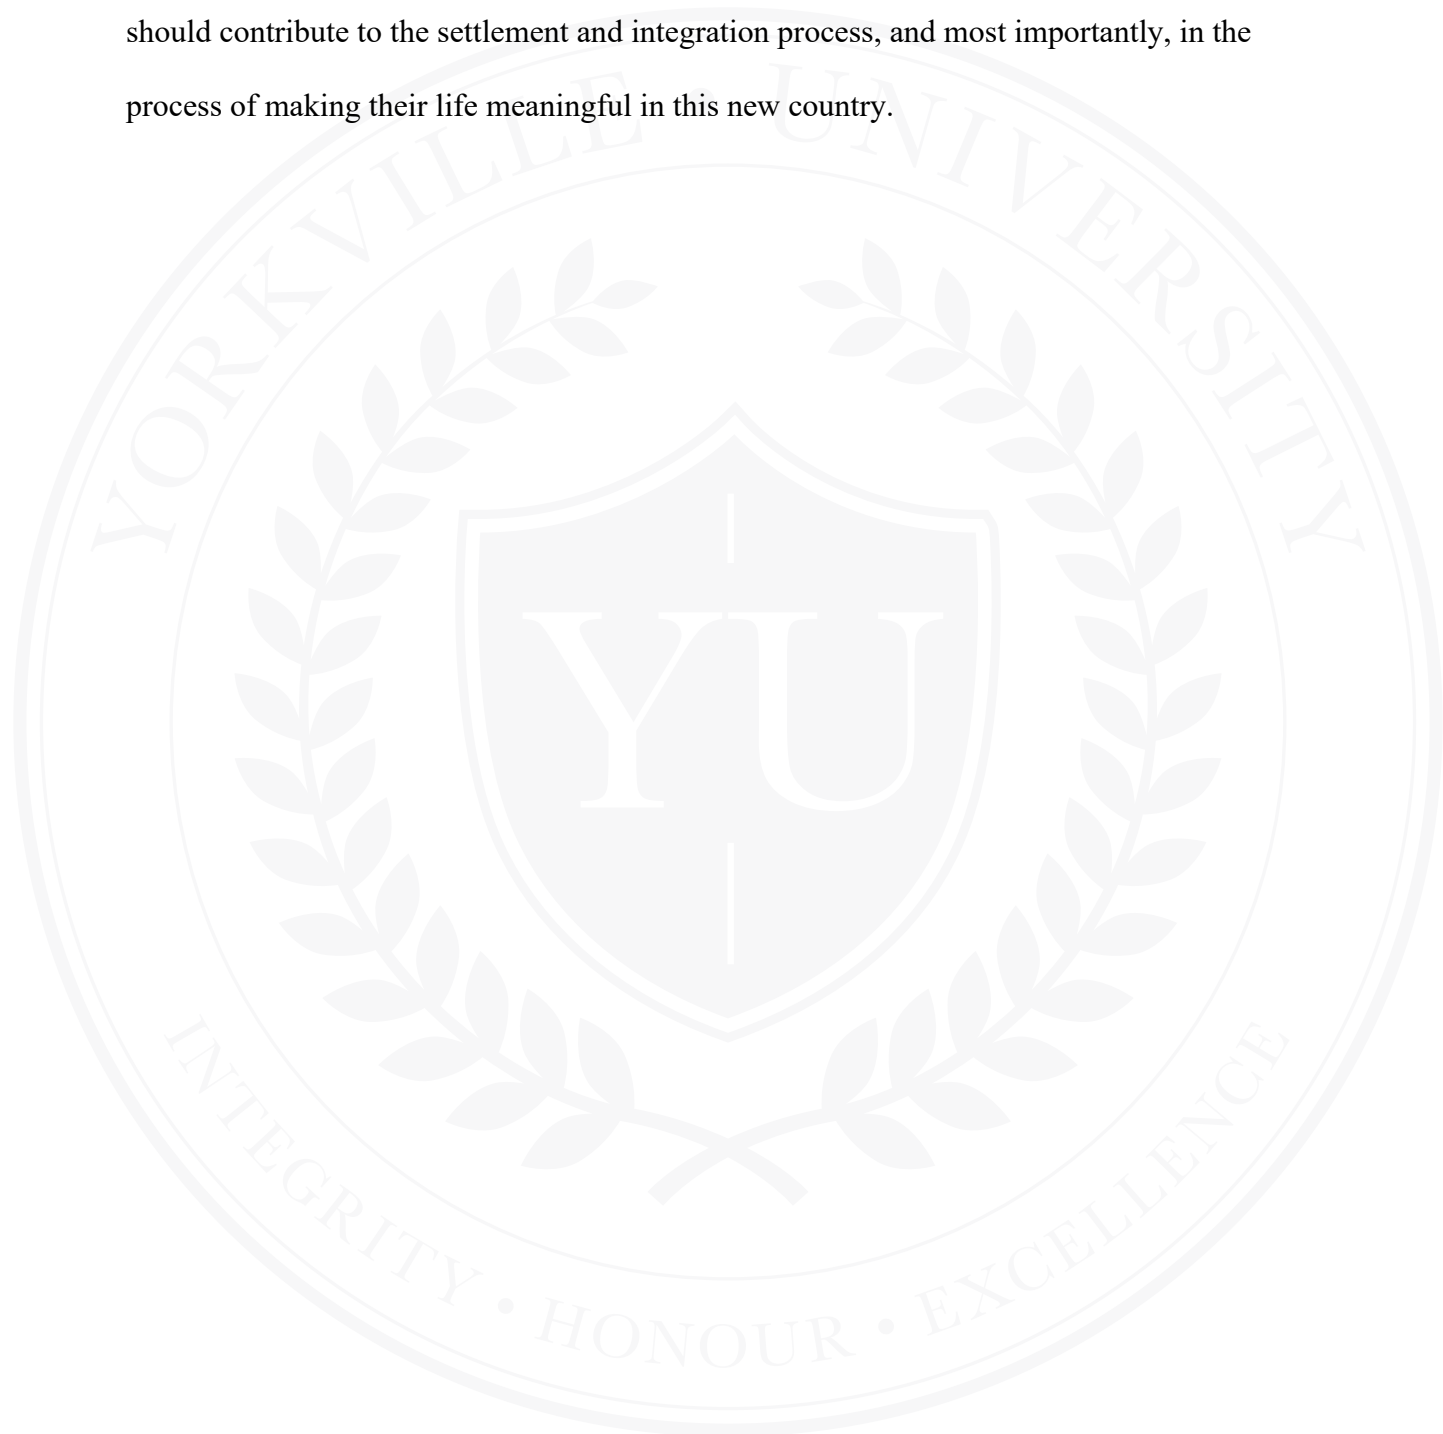 should contribute to the settlement and integration process, and most importantly, in the
process of making their life meaningful in this new country.
YORKVILLE • UNIVERSITY
YU
INTEGRITY • HONOUR • EXCELLENCE